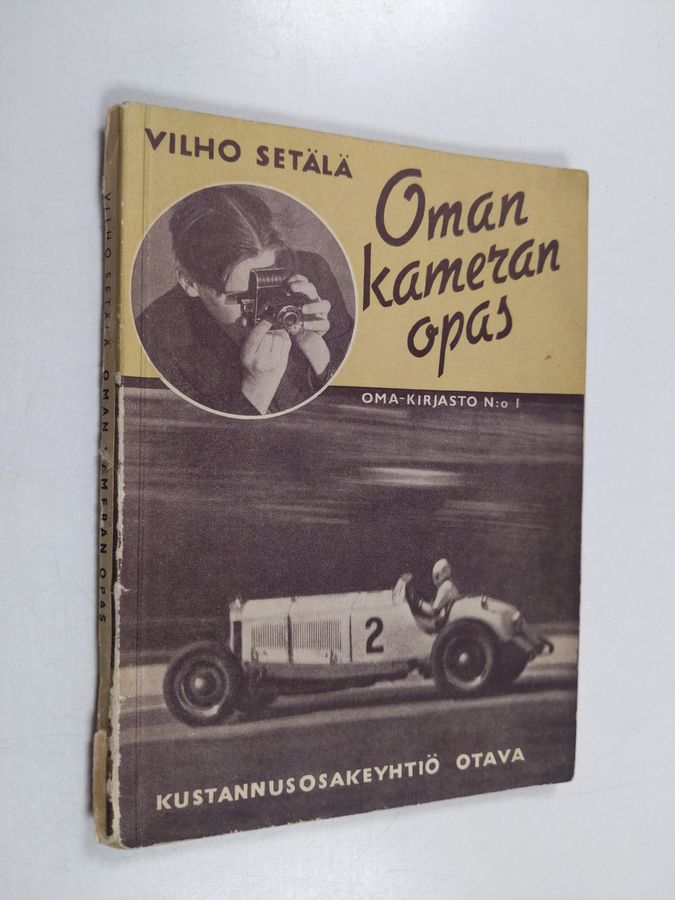 VILHO SETÄLÄ
Oman
kameran
opas
OMA-KIRJASTO N:o 1
2
KUSTANNUSOSAKEYHTIÖ OTAVA
VILHO SETÄLÄ OMAN KAMERAN OPAS